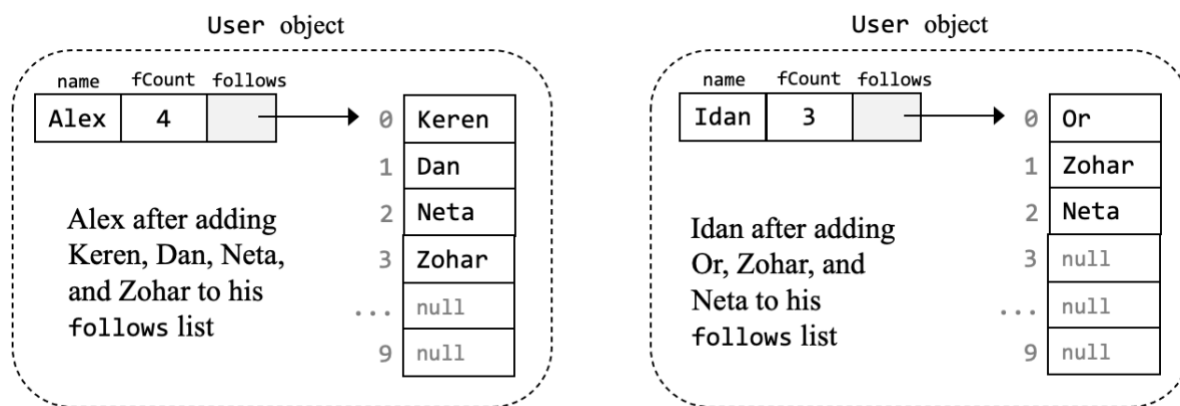 User object
name fCount follows
Alex 4
0 Keren
1 Dan
2 Neta
3 Zohar
... null
9 null
Alex after adding
Keren, Dan, Neta,
and Zohar to his
follows list
User object
name fCount follows
Idan 3
0 Or
1 Zohar
2 Neta
3 null
... null
9 null
Idan after adding
Or, Zohar, and
Neta to his
follows list